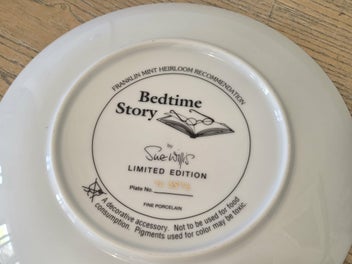 FRANKLIN MINT HEIRLOOM RECOMMENDATION
Bedtime
Story
by
Sue Willis
LIMITED EDITION
Plate No.
FINE PORCELAIN
A decorative accessory. Not to be used for food
consumption. Pigments used for color may be toxic.